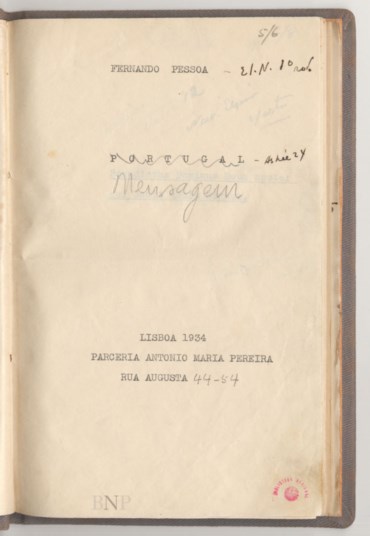 5/6
FERNANDO PESSOA
PORTUGAL
Mensagem
LISBOA 1934
PARCERIA ANTONIO MARIA PEREIRA
RUA AUGUSTA 44-54
BNP